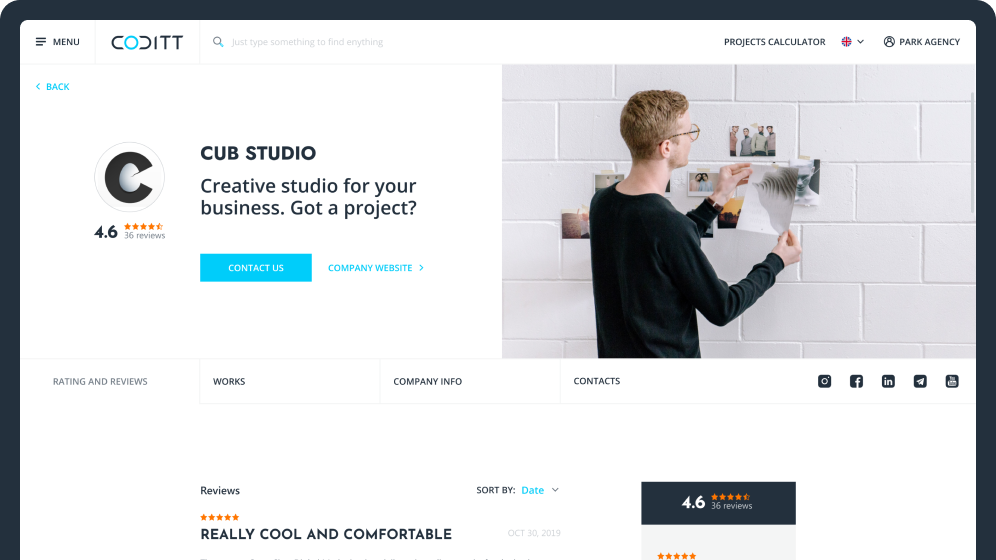 MENU
CODITT
Just type something to find enything
PROJECTS CALCULATOR
PARK AGENCY
BACK
CUB STUDIO
Creative studio for your
business. Got a project?
4.6
36 reviews
CONTACT US
COMPANY WEBSITE
RATING AND REVIEWS
WORKS
COMPANY INFO
CONTACTS
Reviews
SORT BY: Date
4.6
36 reviews
REALLY COOL AND COMFORTABLE
OCT 30, 2019